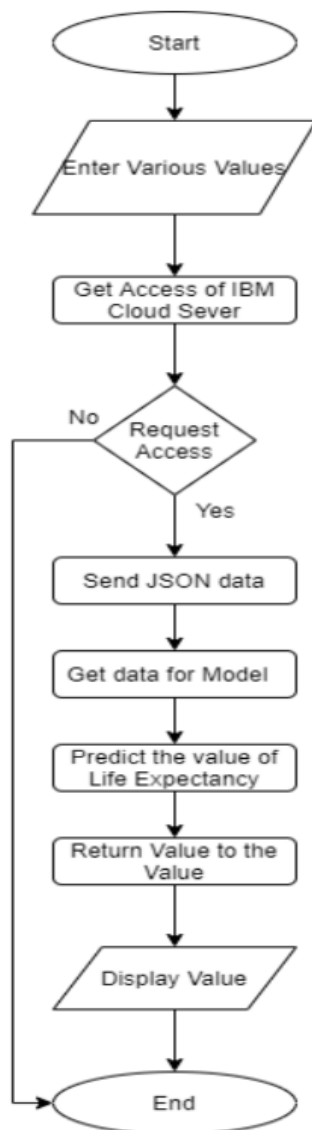 Start
Enter Various Values
Get Access of IBM
Cloud Sever
No
Request
Access
Yes
Send JSON data
Get data for Model
Predict the value of
Life Expectancy
Return Value to the
Value
Display Value
End